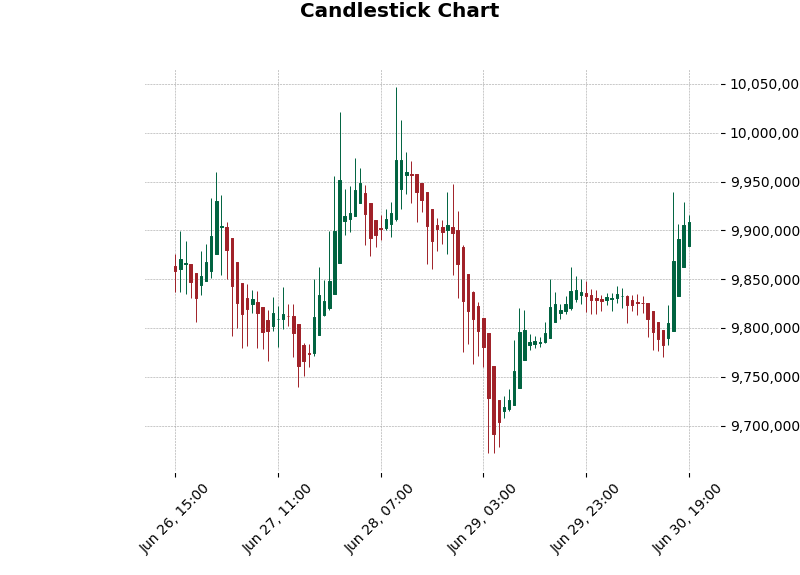 Candlestick Chart
10,050,00
10,000,00
9,950,000
9,900,000
9,850,000
9,800,000
9,750,000
9,700,000
Jun 26, 15:00
Jun 27, 11:00
Jun 28, 07:00
Jun 29, 03:00
Jun 29, 23:00
Jun 30, 19:00